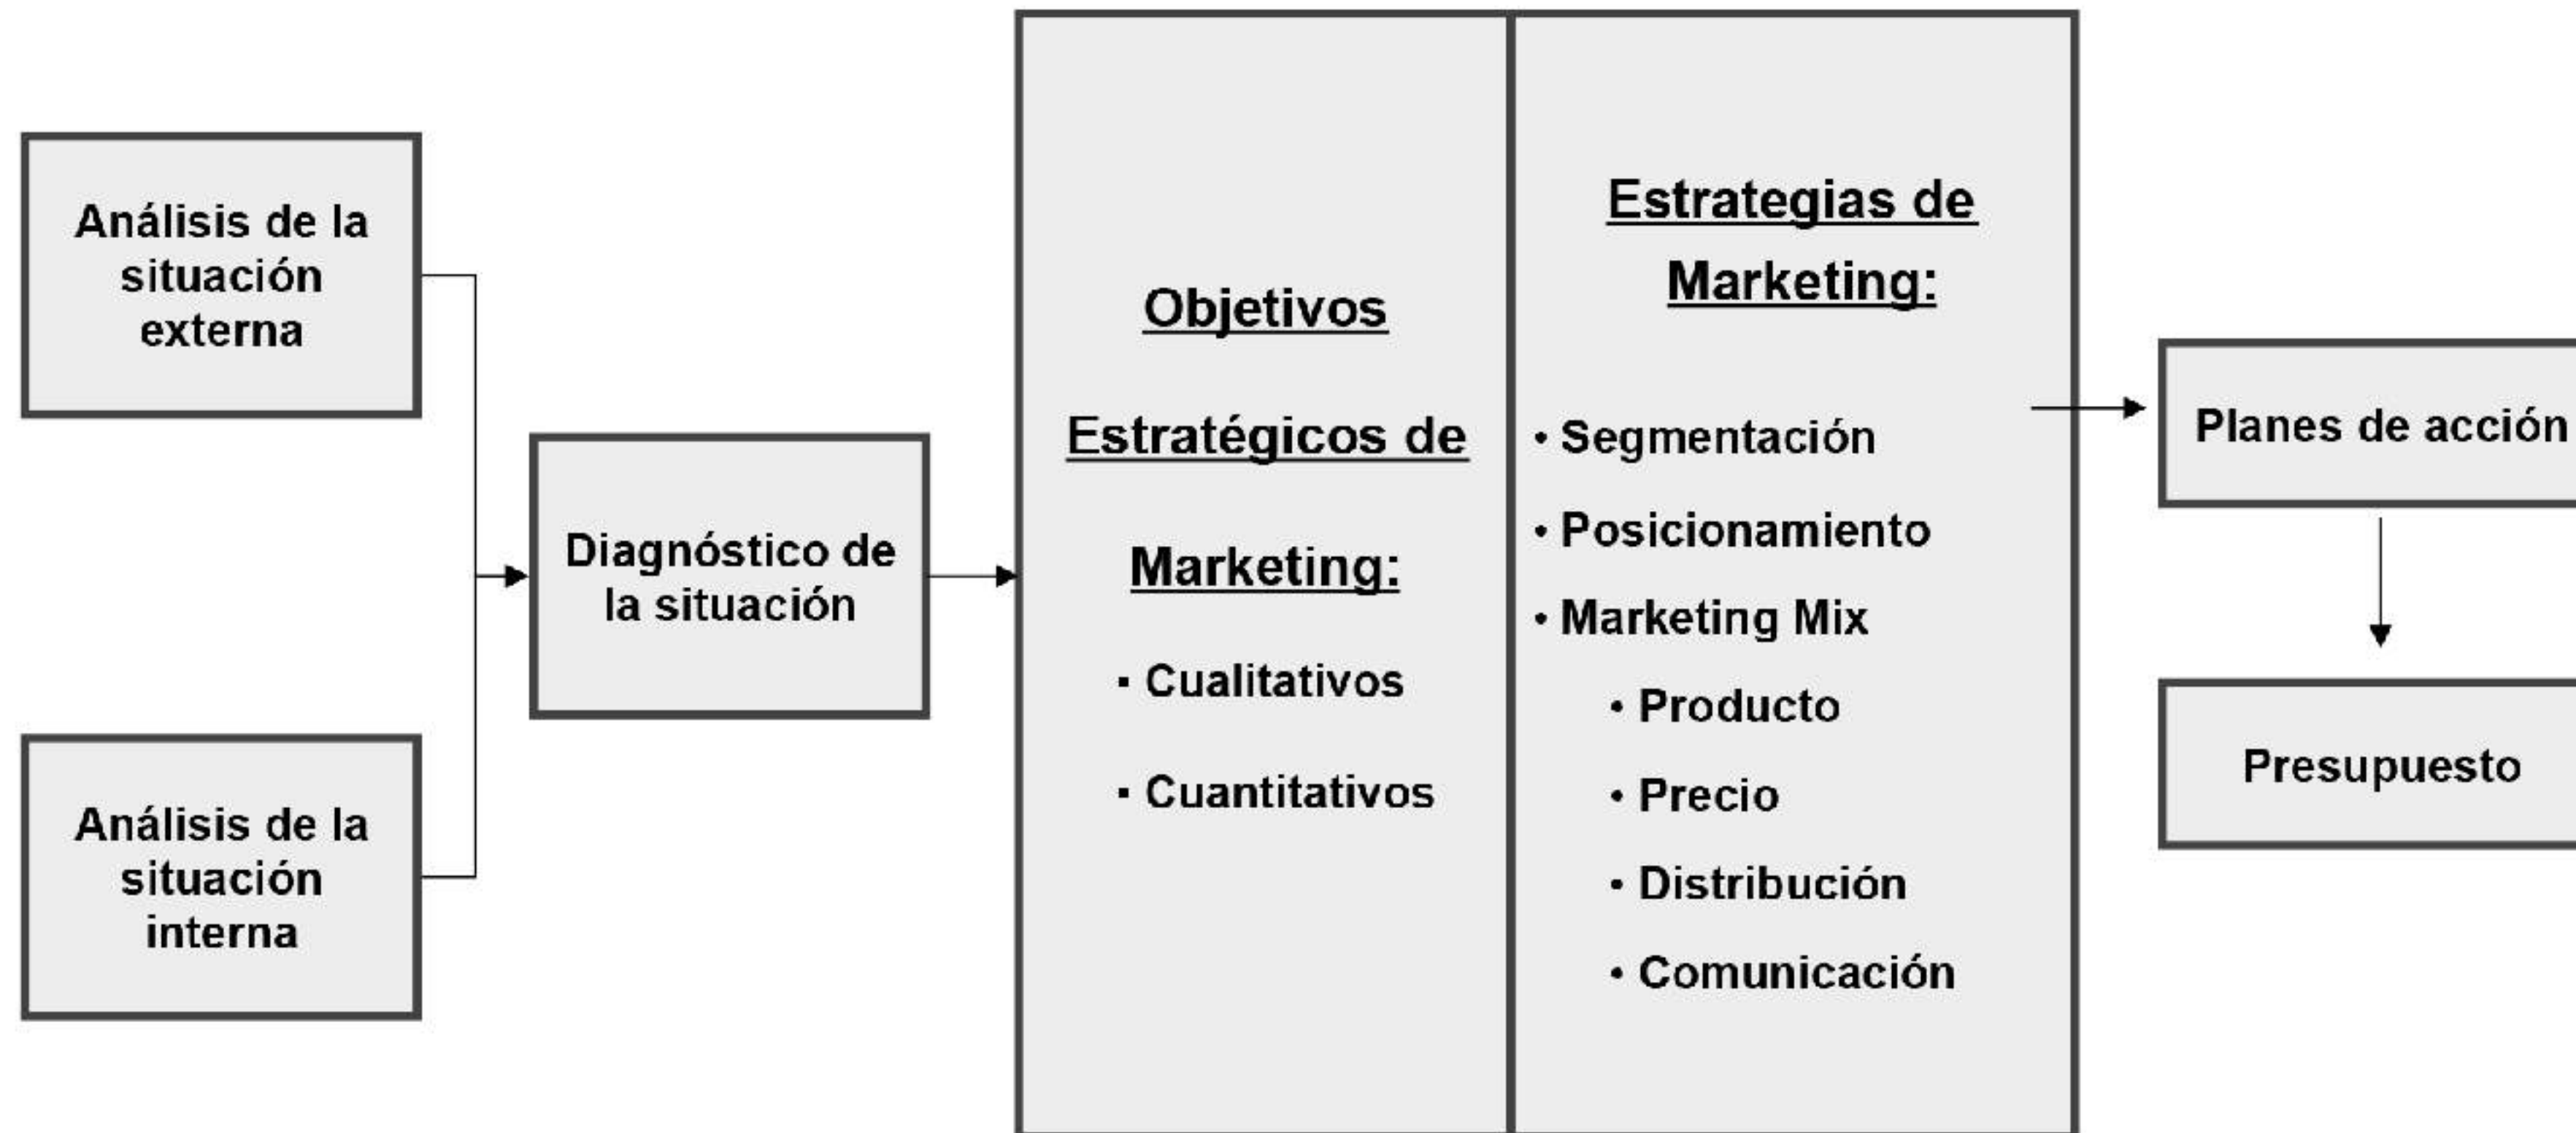 Análisis de la
situación
externa
Análisis de la
situación
interna
Diagnóstico de
la situación
Objetivos
Estratégicos de
Marketing:
▪ Cualitativos
▪ Cuantitativos
Estrategias de
Marketing:
• Segmentación
• Posicionamiento
• Marketing Mix
• Producto
• Precio
• Distribución
• Comunicación
Planes de acción
Presupuesto